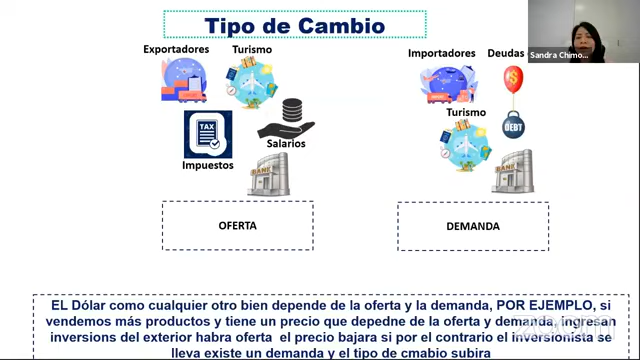 Tipo de Cambio
Exportadores
Turismo
TAX
Impuestos
Salarios
BANK
OFERTA
Importadores
Deudas
$
DEBT
Turismo
BANK
DEMANDA
Sandra Chimo...
EL Dólar como cualquier otro bien depende de la oferta y la demanda, POR EJEMPLO, si
vendemos más productos y tiene un precio que depedne de la oferta y demanda, ingresan
inversions del exterior habra oferta el precio bajara si por el contrario el inversionista se
lleva existe un demanda y el tipo de cmabio subira
zoom